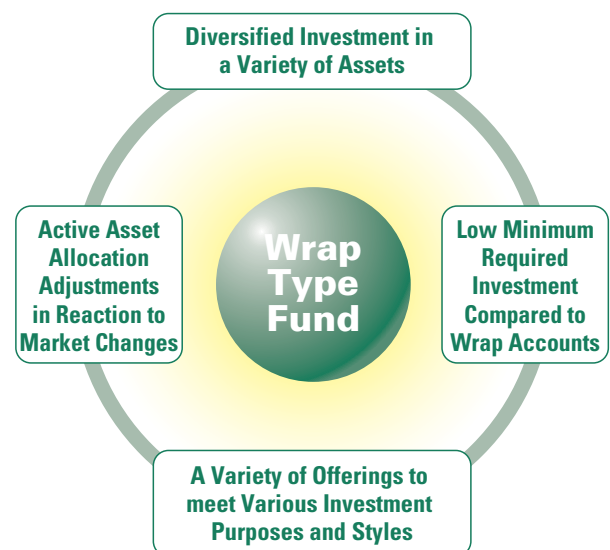 Diversified Investment in
a Variety of Assets
Active Asset
Allocation
Adjustments
in Reaction to
Market Changes
Wrap
Type
Fund
Low Minimum
Required
Investment
Compared to
Wrap Accounts
A Variety of Offerings to
meet Various Investment
Purposes and Styles